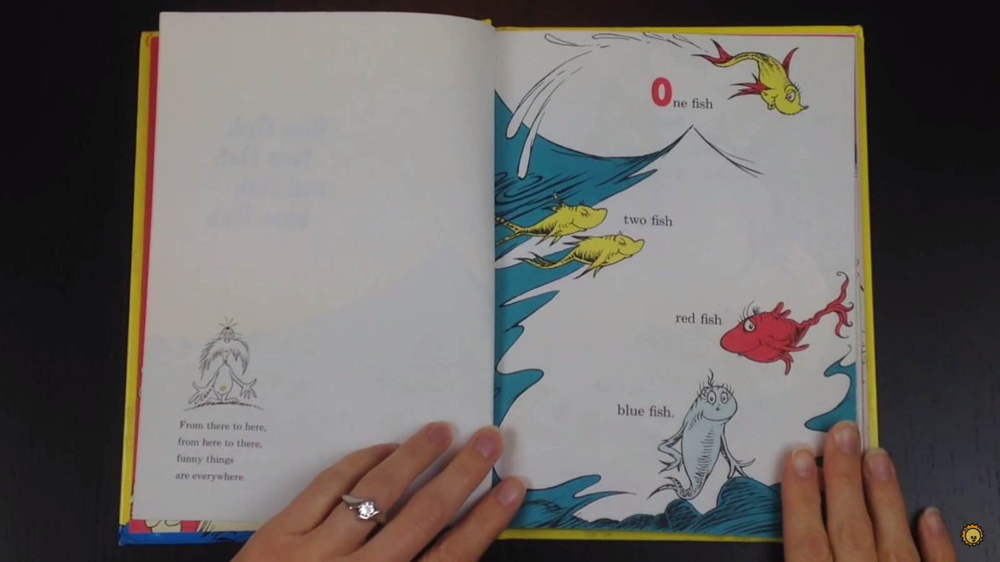 From there to here,
from here to there,
funny things
are everywhere.
One fish
two fish
red fish
blue fish.